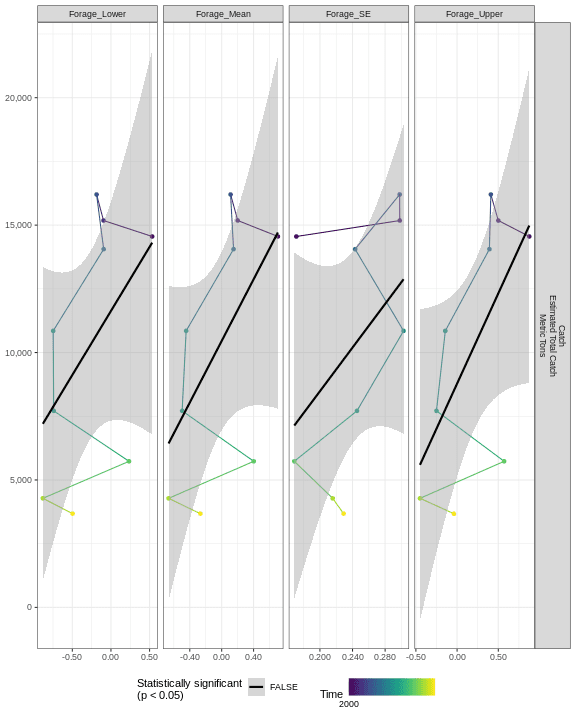 Forage_Lower Forage_Mean Forage_SE Forage_Upper
20,000
15,000
10,000
5,000
0
Catch
Estimated Total Catch
Metric Tons
-0.50 0.00 0.50 -0.40 0.00 0.40 0.200 0.240 0.280 -0.50 0.00 0.50
Statistically significant
(p < 0.05)
FALSE
Time
2000